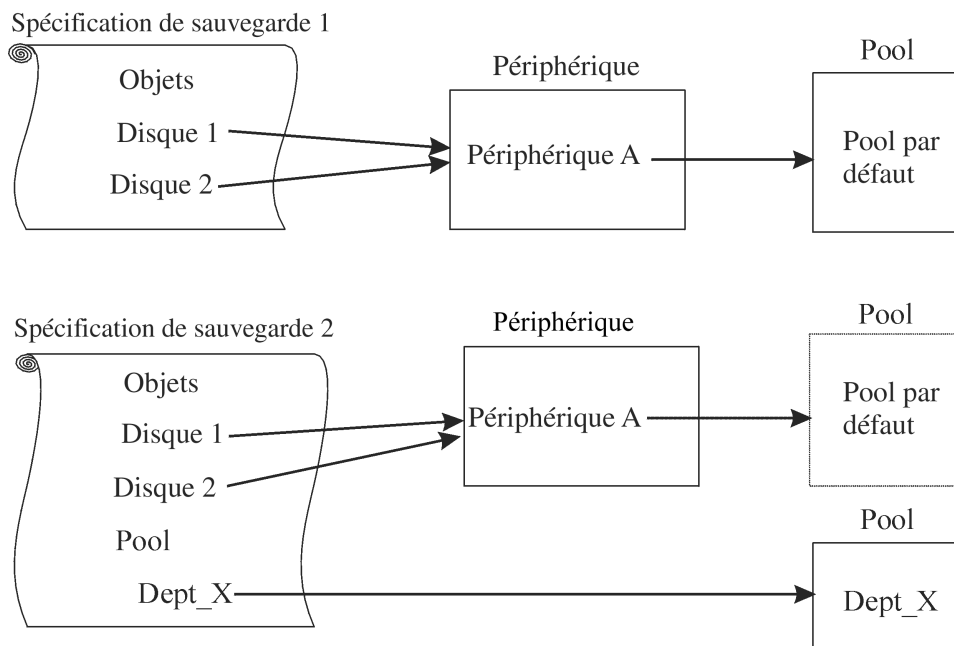 Spécification de sauvegarde 1
Objets
Disque 1
Disque 2
Périphérique
Périphérique A
Pool
Pool par
défaut
Spécification de sauvegarde 2
Objets
Disque 1
Disque 2
Pool
Dept_X
Périphérique
Périphérique A
Pool
Pool par
défaut
Pool
Dept_X